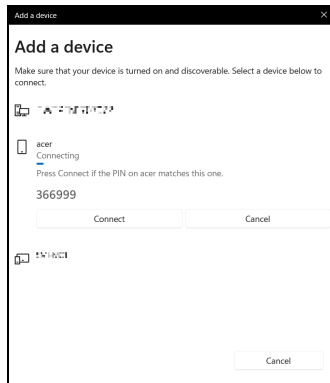 Add a device
Add a device
Make sure that your device is turned on and discoverable. Select a device below to
connect.
acer
Connecting
Press Connect if the PIN on acer matches this one.
366999
Connect Cancel
Cancel